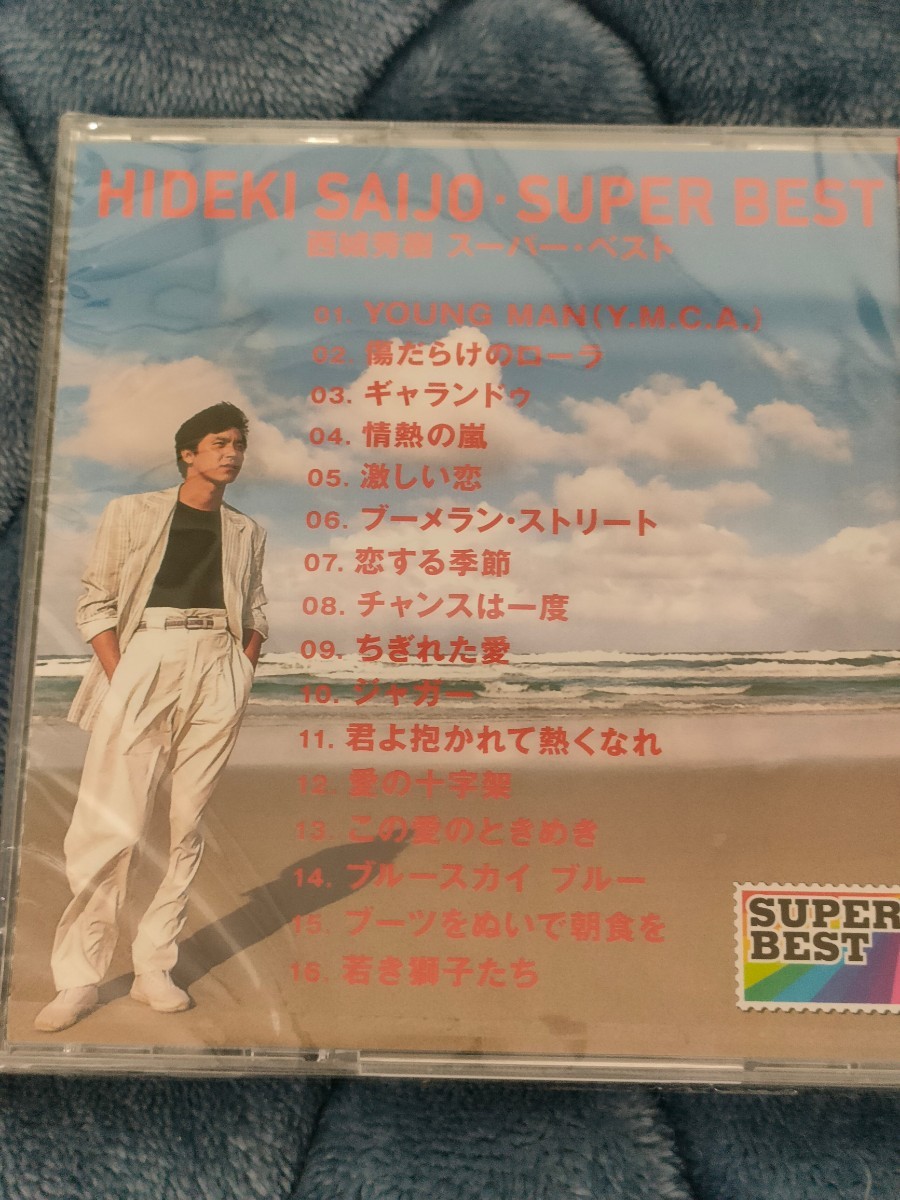 HIDEKI SAIJO・SUPER BEST
西城秀樹 スーパー・ベスト
01. YOUNG MAN(Y.M.C.A.)
02. 傷だらけのローラ
03. ギャランドゥ
04. 情熱の嵐
05. 激しい恋
06. ブーメラン・ストリート
07. 恋する季節
08. チャンスは一度
09. ちぎれた愛
10. ジャガー
11. 君よ抱かれて熱くなれ
12. 愛の十字架
13. この愛のときめき
14. ブルースカイ ブルー
15. ブーツをぬいで朝食を
16. 若き獅子たち
SUPER
BEST